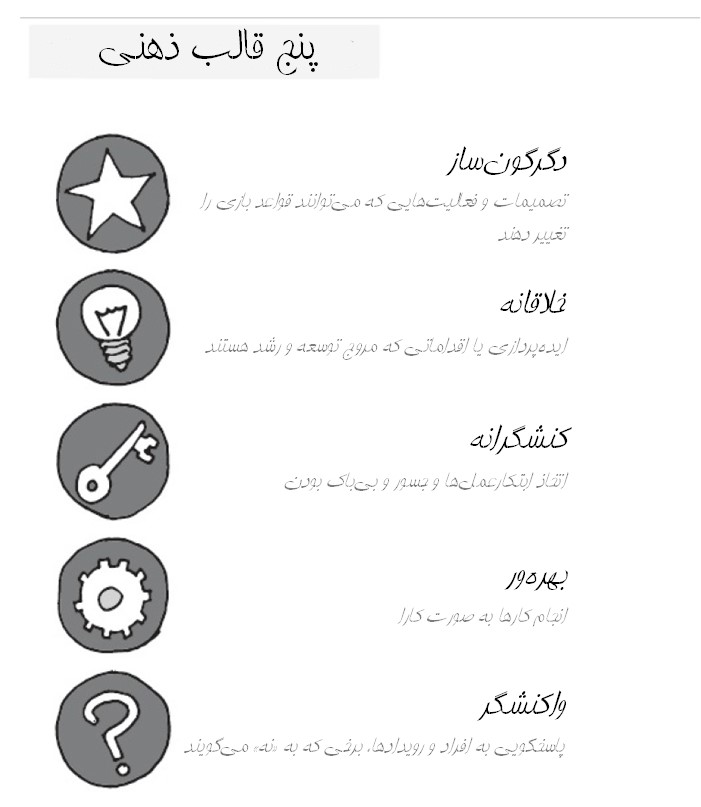 پنج قالب ذهنی
دگرگون‌ساز
تصمیمات و فعالیت‌هایی که می‌توانند قواعد بازی را
تغییر دهند
خلاقانه
ایده‌پردازی یا اقداماتی که مروج توسعه و رشد هستند
کنشگرانه
اتخاذ ابتکارعمل‌ها و جسور و بی‌باک بودن
بهره‌ور
انجام کارها به صورت کارا
واکنشگر
پاسخگویی به افراد و رویدادها، برخی که به «نه» می‌گویند